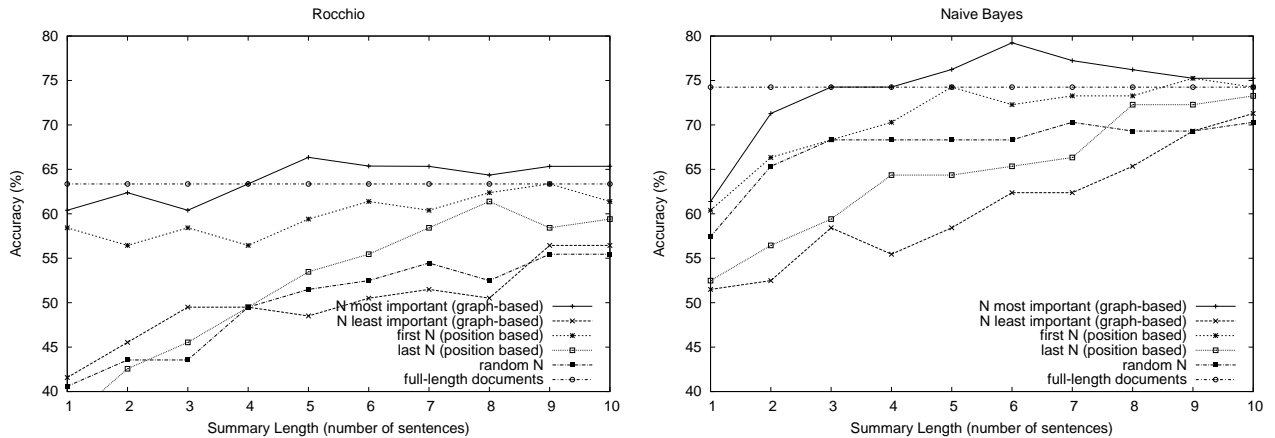 Rocchio
80
75
70
65
60
55
50
45
40
Accuracy (%)
N most important (graph-based)
N least important (graph-based)
first N (position based)
last N (position based)
random N
full-length documents
1 2 3 4 5 6 7 8 9 10
Summary Length (number of sentences)
Naive Bayes
80
75
70
65
60
55
50
45
40
Accuracy (%)
N most important (graph-based)
N least important (graph-based)
first N (position based)
last N (position based)
random N
full-length documents
1 2 3 4 5 6 7 8 9 10
Summary Length (number of sentences)